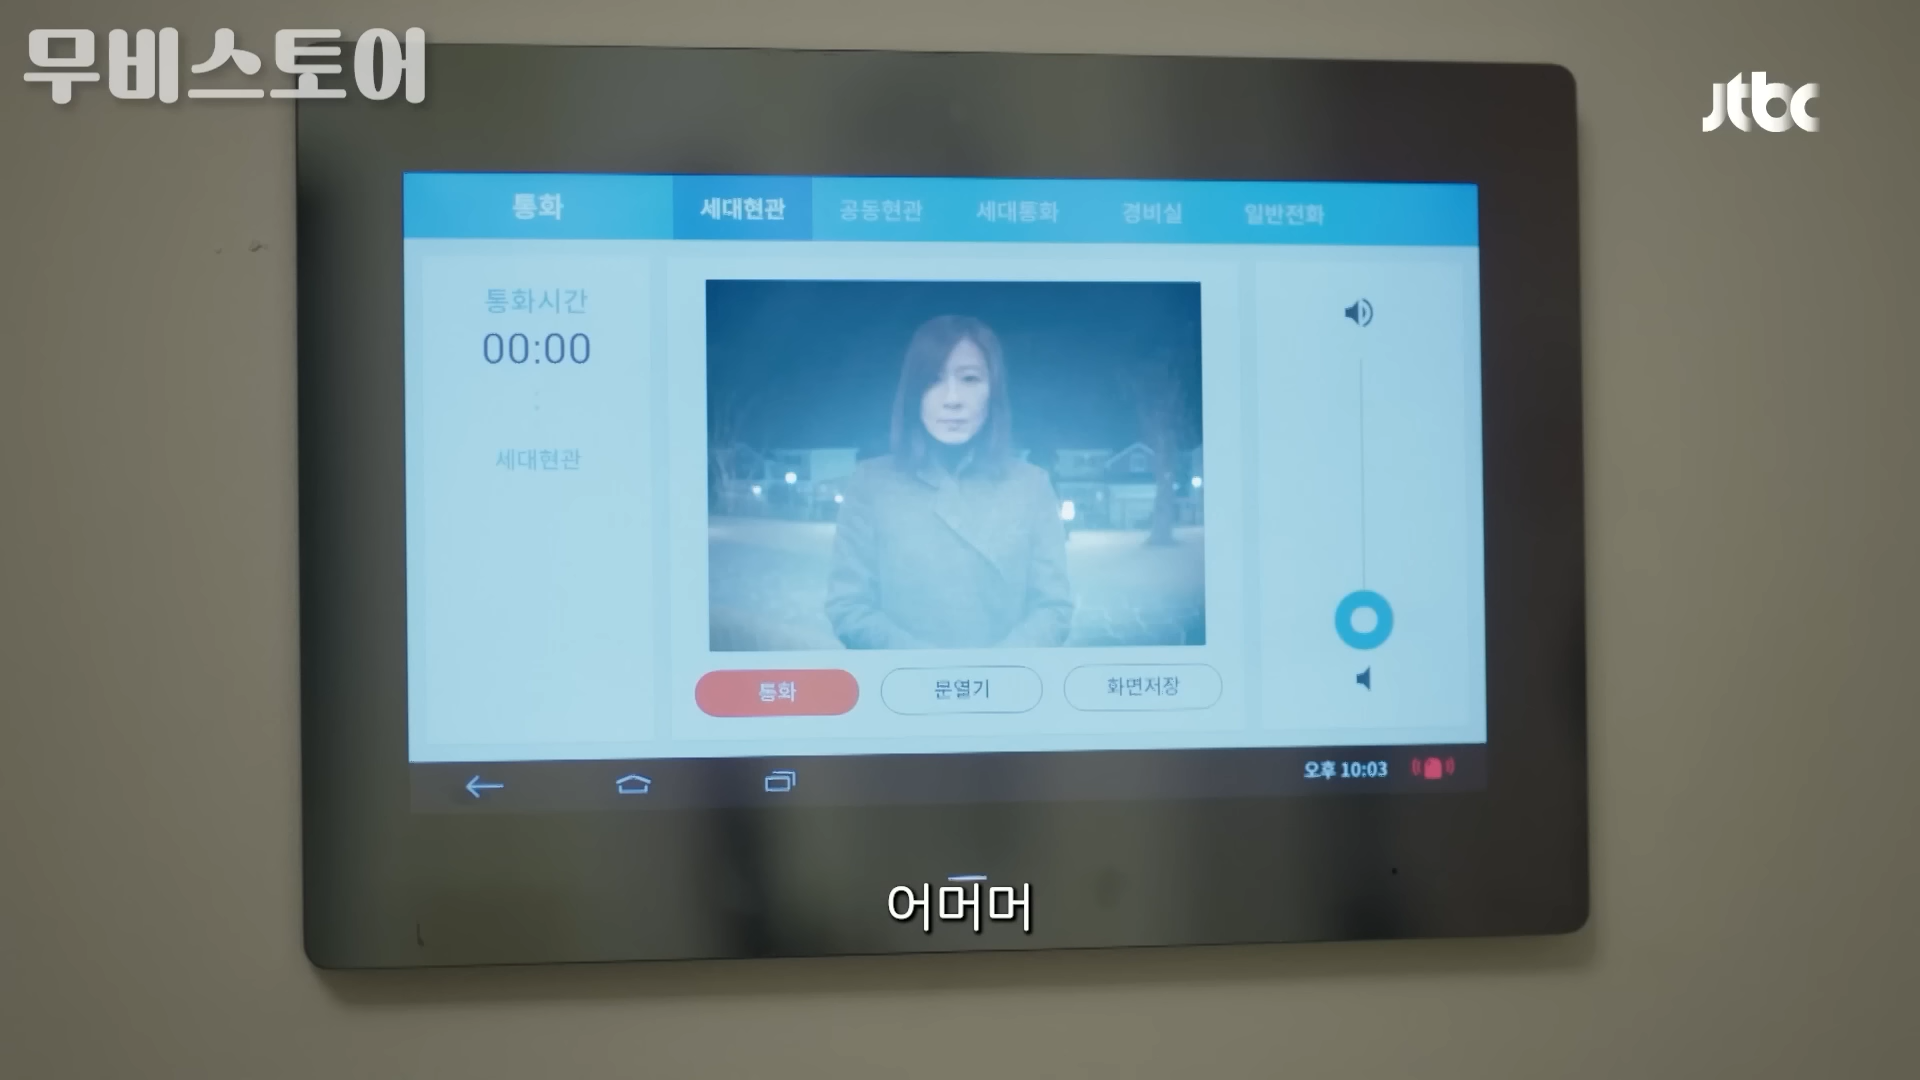 무비스토어
jtbc
통화 세대현관 공동현관 세대통화 경비실 일반전화
통화시간
00:00
세대현관
통화 문열기 화면저장
오후 10:03
어머머